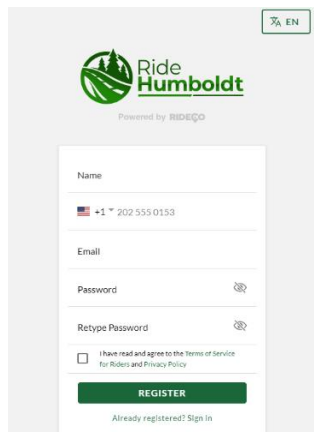 EN
Ride
Humboldt
Powered by RIDECO
Name
+1 202 555 0153
Email
Password
Retype Password
I have read and agree to the Terms of Service
for Riders and Privacy Policy
REGISTER
Already registered? Sign in